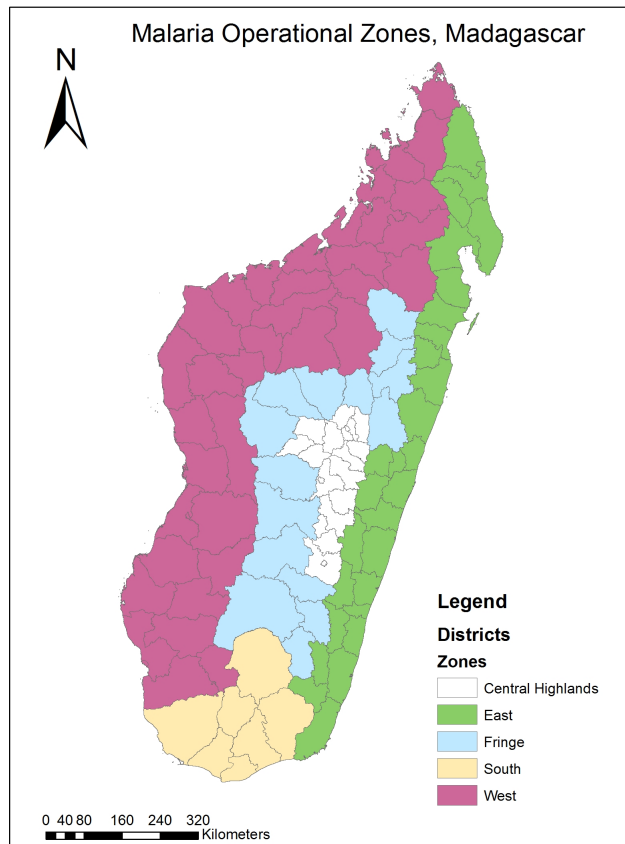 Malaria Operational Zones, Madagascar
N
Legend
Districts
Zones
Central Highlands
East
Fringe
South
West
0 40 80 160 240 320
Kilometers